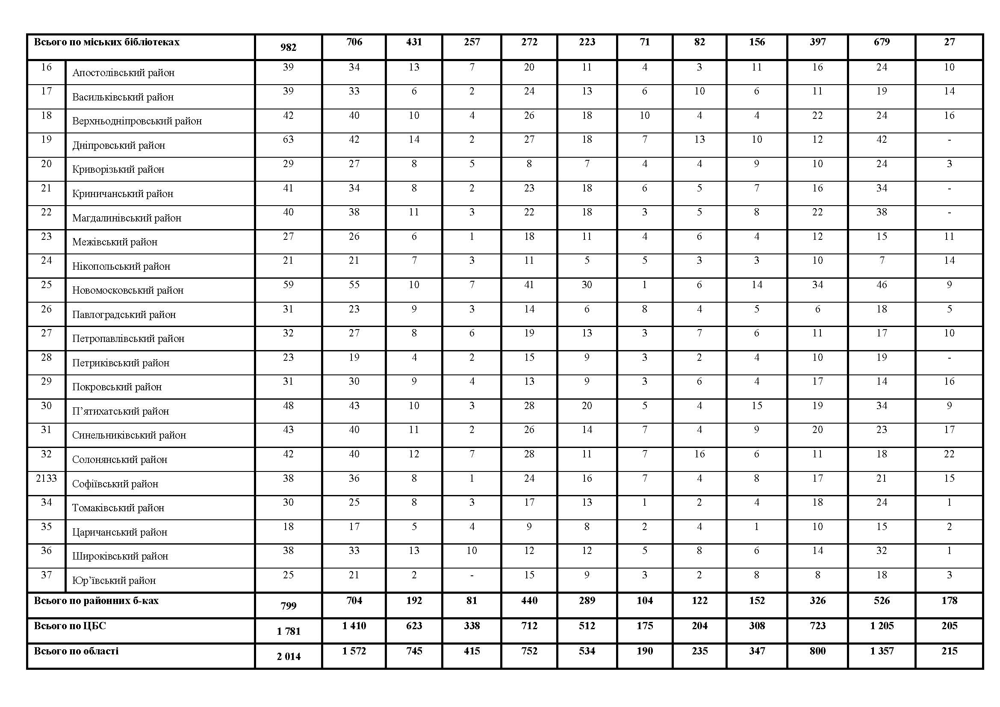 Всього по міських бібліотеках 982 706 431 257 272 223 71 82 156 397 679 27
16 Апостолівський район 39 34 13 7 20 11 4 3 11 16 24 10
17 Васильківський район 39 33 6 2 24 13 6 10 6 11 19 14
18 Верхньодніпровський район 42 40 10 4 26 18 10 4 4 22 24 16
19 Дніпровський район 63 42 14 2 27 18 7 13 10 12 42 -
20 Криворізький район 29 27 8 5 8 7 4 4 9 10 24 3
21 Криничанський район 41 34 8 2 23 18 6 5 7 16 34 -
22 Магдалинівський район 40 38 11 3 22 18 3 5 8 22 38 -
23 Межівський район 27 26 6 1 18 11 4 6 4 12 15 11
24 Нікопольський район 21 21 7 3 11 5 5 3 3 10 7 14
25 Новомосковський район 59 55 10 7 41 30 1 6 14 34 46 9
26 Павлоградський район 31 23 9 3 14 6 8 4 5 6 18 5
27 Петропавлівський район 32 27 8 6 19 13 3 7 6 11 17 10
28 Петриківський район 23 19 4 2 15 9 3 2 4 10 19 -
29 Покровський район 31 30 9 4 13 9 3 6 4 17 14 16
30 П’ятихатський район 48 43 10 3 28 20 5 4 15 19 34 9
31 Синельниківський район 43 40 11 2 26 14 7 4 9 20 23 17
32 Солонянський район 42 40 12 7 28 11 7 16 6 11 18 22
2133 Софіївський район 38 36 8 1 24 16 7 4 8 17 21 15
34 Томаківський район 30 25 8 3 17 13 1 2 4 18 24 1
35 Царичанський район 18 17 5 4 9 8 2 4 1 10 15 2
36 Широківський район 38 33 13 10 12 12 5 8 6 14 32 1
37 Юр’ївський район 25 21 2 - 15 9 3 2 8 8 18 3
Всього по районних б-ках 799 704 192 81 440 289 104 122 152 326 526 178
Всього по ЦБС 1 781 1 410 623 338 712 512 175 204 308 723 1 205 205
Всього по області 2 014 1 572 745 415 752 534 190 235 347 800 1 357 215